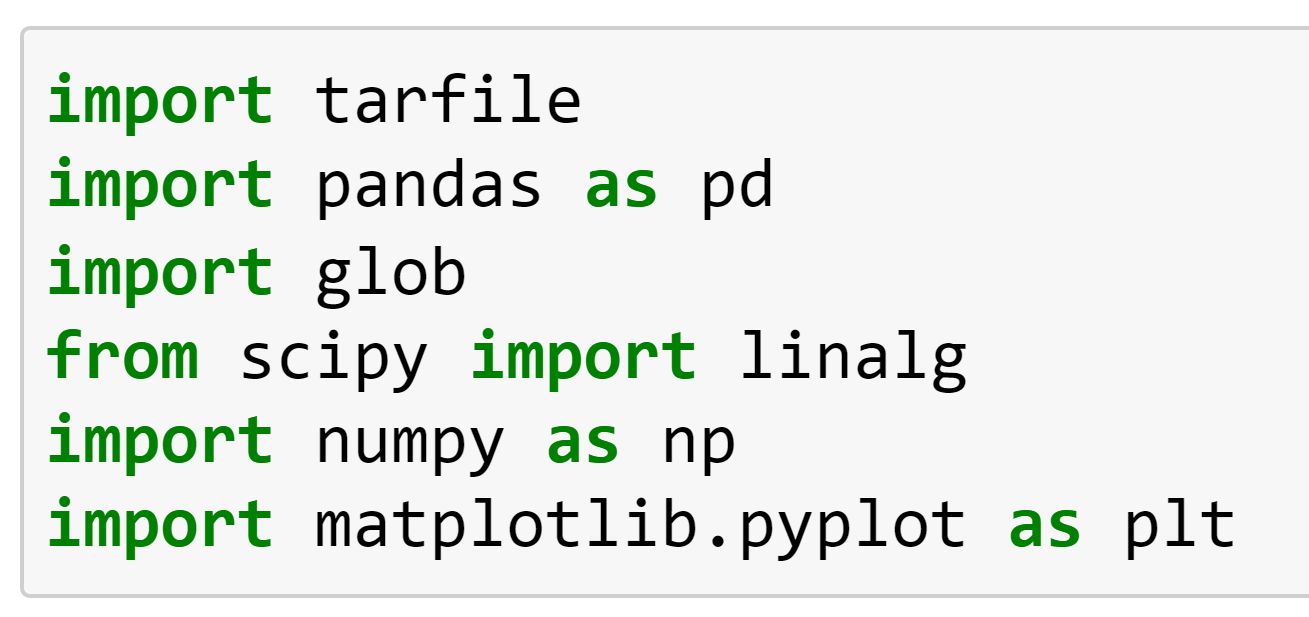 import tarfile
import pandas as pd
import glob
from scipy import linalg
import numpy as np
import matplotlib.pyplot as plt